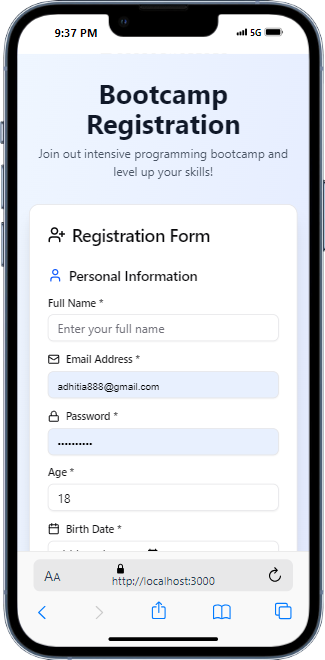 9:37 PM
5G
Bootcamp
Registration
Join out intensive programming bootcamp and
level up your skills!
Registration Form
Personal Information
Full Name *
Enter your full name
Email Address *
adhitia888@gmail.com
Password *
••••••••••
Age *
18
Birth Date *
AA
http://localhost:3000